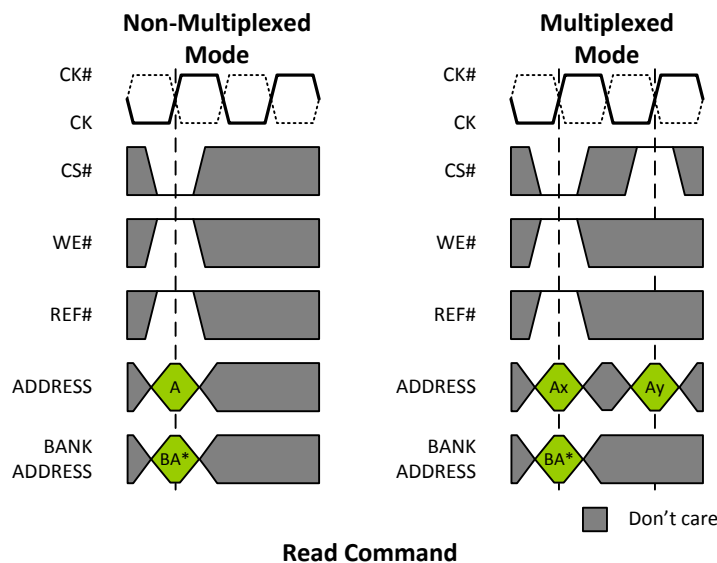 Non-Multiplexed
Mode
CK#
CK
CS#
WE#
REF#
ADDRESS
A
BANK
ADDRESS
BA*
Multiplexed
Mode
CK#
CK
CS#
WE#
REF#
ADDRESS
Ax
Ay
BANK
ADDRESS
BA*
Don't care
Read Command